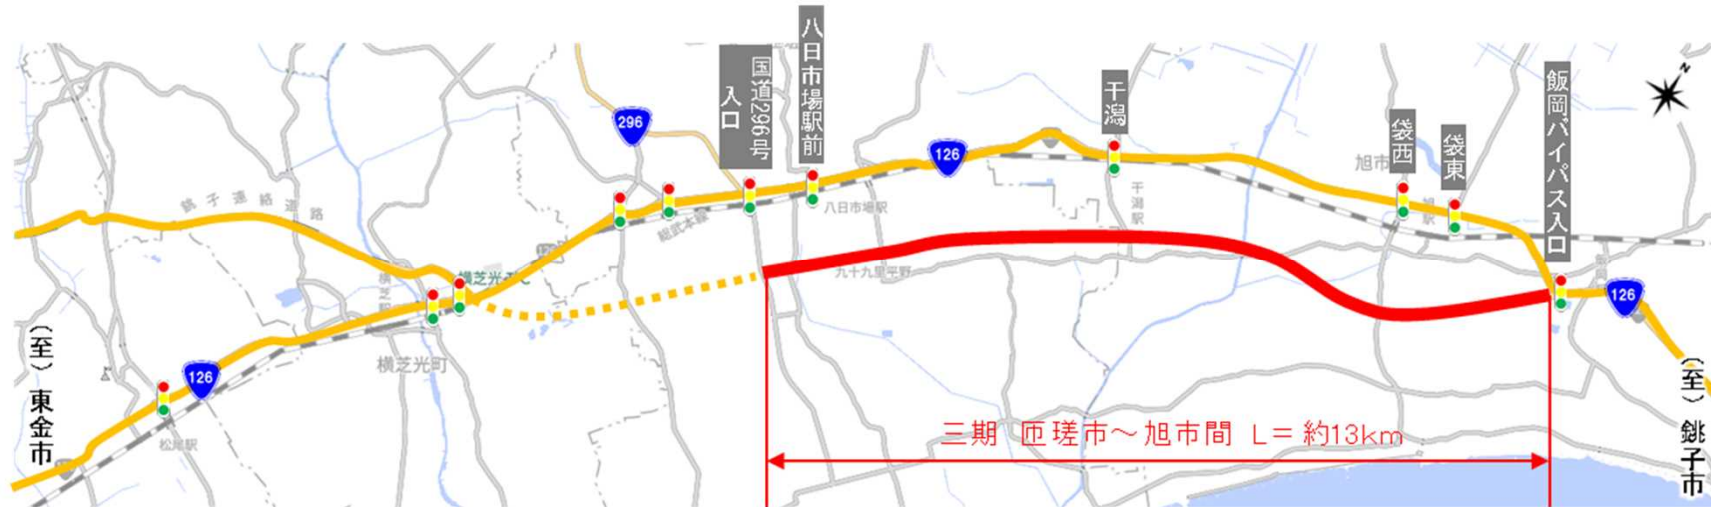 八日市場駅前
国道296号
入口
飯岡バイパス入口
干潟
袋西
袋東
N
296
126
旭市
銚子連絡道路
総武本線
八日市場駅
干潟駅
九十九里平野
横芝光町
126
126
松尾駅
(至) 東金市
三期 匝瑳市～旭市間 L=約13km
(至) 銚子市